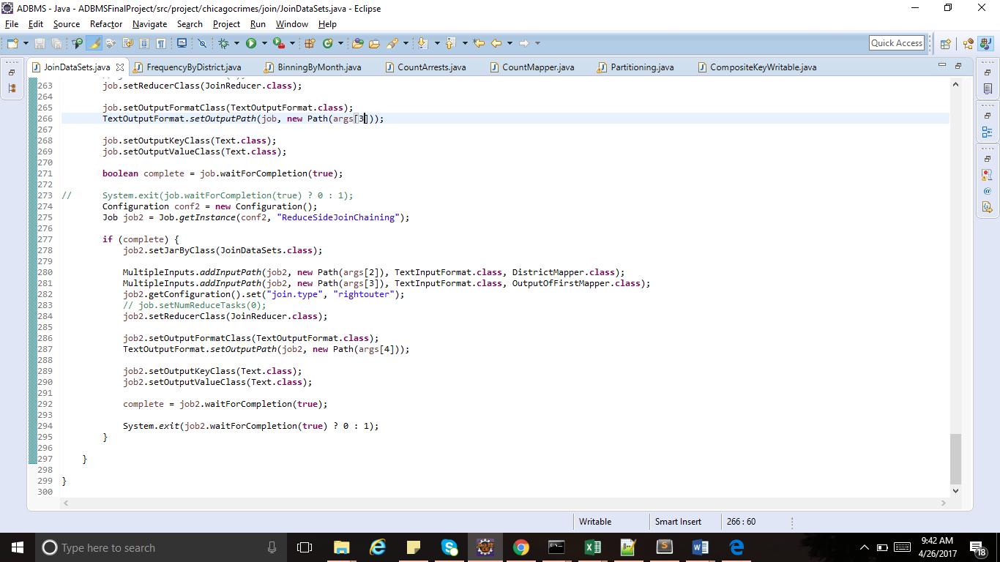 ADBMS - Java - ADBMSFinalProject/src/project/chicagocrimes/join/JoinDataSets.java - Eclipse
File Edit Source Refactor Navigate Search Project Run Window Help
Quick Access
JoinDataSets.java FrequencyByDistrict.java BinningByMonth.java CountArrests.java CountMapper.java Partitioning.java CompositeKeyWritable.java
263 job.setReducerClass(JoinReducer.class);
264
265 job.setOutputFormatClass(TextOutputFormat.class);
266 TextOutputFormat.setOutputPath(job, new Path(args[3]));
267
268 job.setOutputKeyClass(Text.class);
269 job.setOutputValueClass(Text.class);
270
271 boolean complete = job.waitForCompletion(true);
272
273 // System.exit(job.waitForCompletion(true) ? 0 : 1);
274 Configuration conf2 = new Configuration();
275 Job job2 = Job.getInstance(conf2, "ReduceSideJoinChaining");
276
277 if (complete) {
278 job2.setJarByClass(JoinDataSets.class);
279
280 MultipleInputs.addInputPath(job2, new Path(args[2]), TextInputFormat.class, DistrictMapper.class);
281 MultipleInputs.addInputPath(job2, new Path(args[3]), TextInputFormat.class, OutputOfFirstMapper.class);
282 job2.getConfiguration().set("join.type", "rightouter");
283 // job.setNumReduceTasks(0);
284 job2.setReducerClass(JoinReducer.class);
285
286 job2.setOutputFormatClass(TextOutputFormat.class);
287 TextOutputFormat.setOutputPath(job2, new Path(args[4]));
288
289 job2.setOutputKeyClass(Text.class);
290 job2.setOutputValueClass(Text.class);
291
292 complete = job2.waitForCompletion(true);
293
294 System.exit(job2.waitForCompletion(true) ? 0 : 1);
295 }
296
297 }
298
299 }
300
Writable Smart Insert 266 : 60
Type here to search
9:42 AM
4/26/2017
18